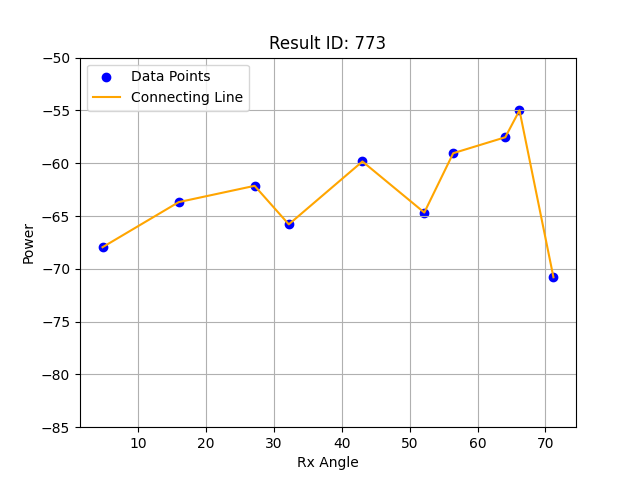 Result ID: 773
Data Points
Connecting Line
−50
−55
−60
−65
−70
−75
−80
−85
Power
10 20 30 40 50 60 70
Rx Angle